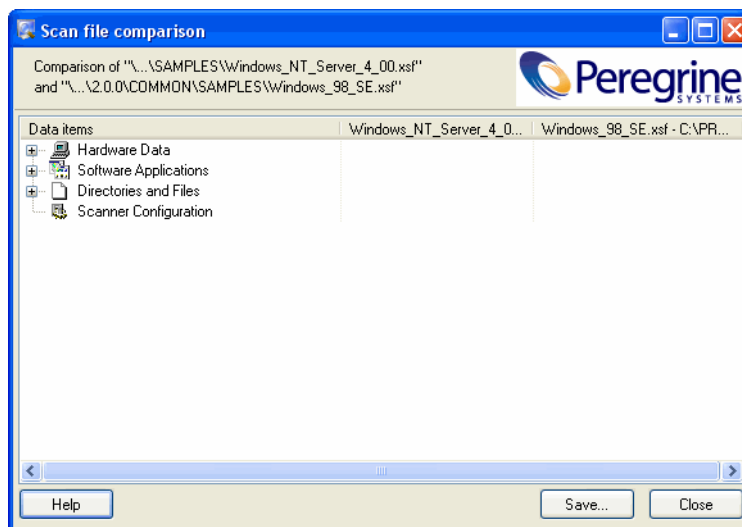 Scan file comparison
Comparison of "\...\SAMPLES\Windows_NT_Server_4_00.xsf"
and "\...\2.0.0\COMMON\SAMPLES\Windows_98_SE.xsf"
Peregrine
SYSTEMS
Data items Windows_NT_Server_4_0... Windows_98_SE.xsf - C:\PR...
Hardware Data
Software Applications
Directories and Files
Scanner Configuration
Help Save... Close